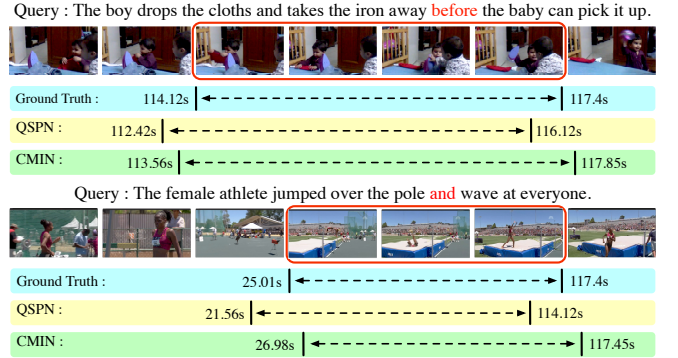 Query : The boy drops the cloths and takes the iron away before the baby can pick it up.
Ground Truth : 114.12s 117.4s
QSPN : 112.42s 116.12s
CMIN : 113.56s 117.85s
Query : The female athlete jumped over the pole and wave at everyone.
Ground Truth : 25.01s 117.4s
QSPN : 21.56s 114.12s
CMIN : 26.98s 117.45s